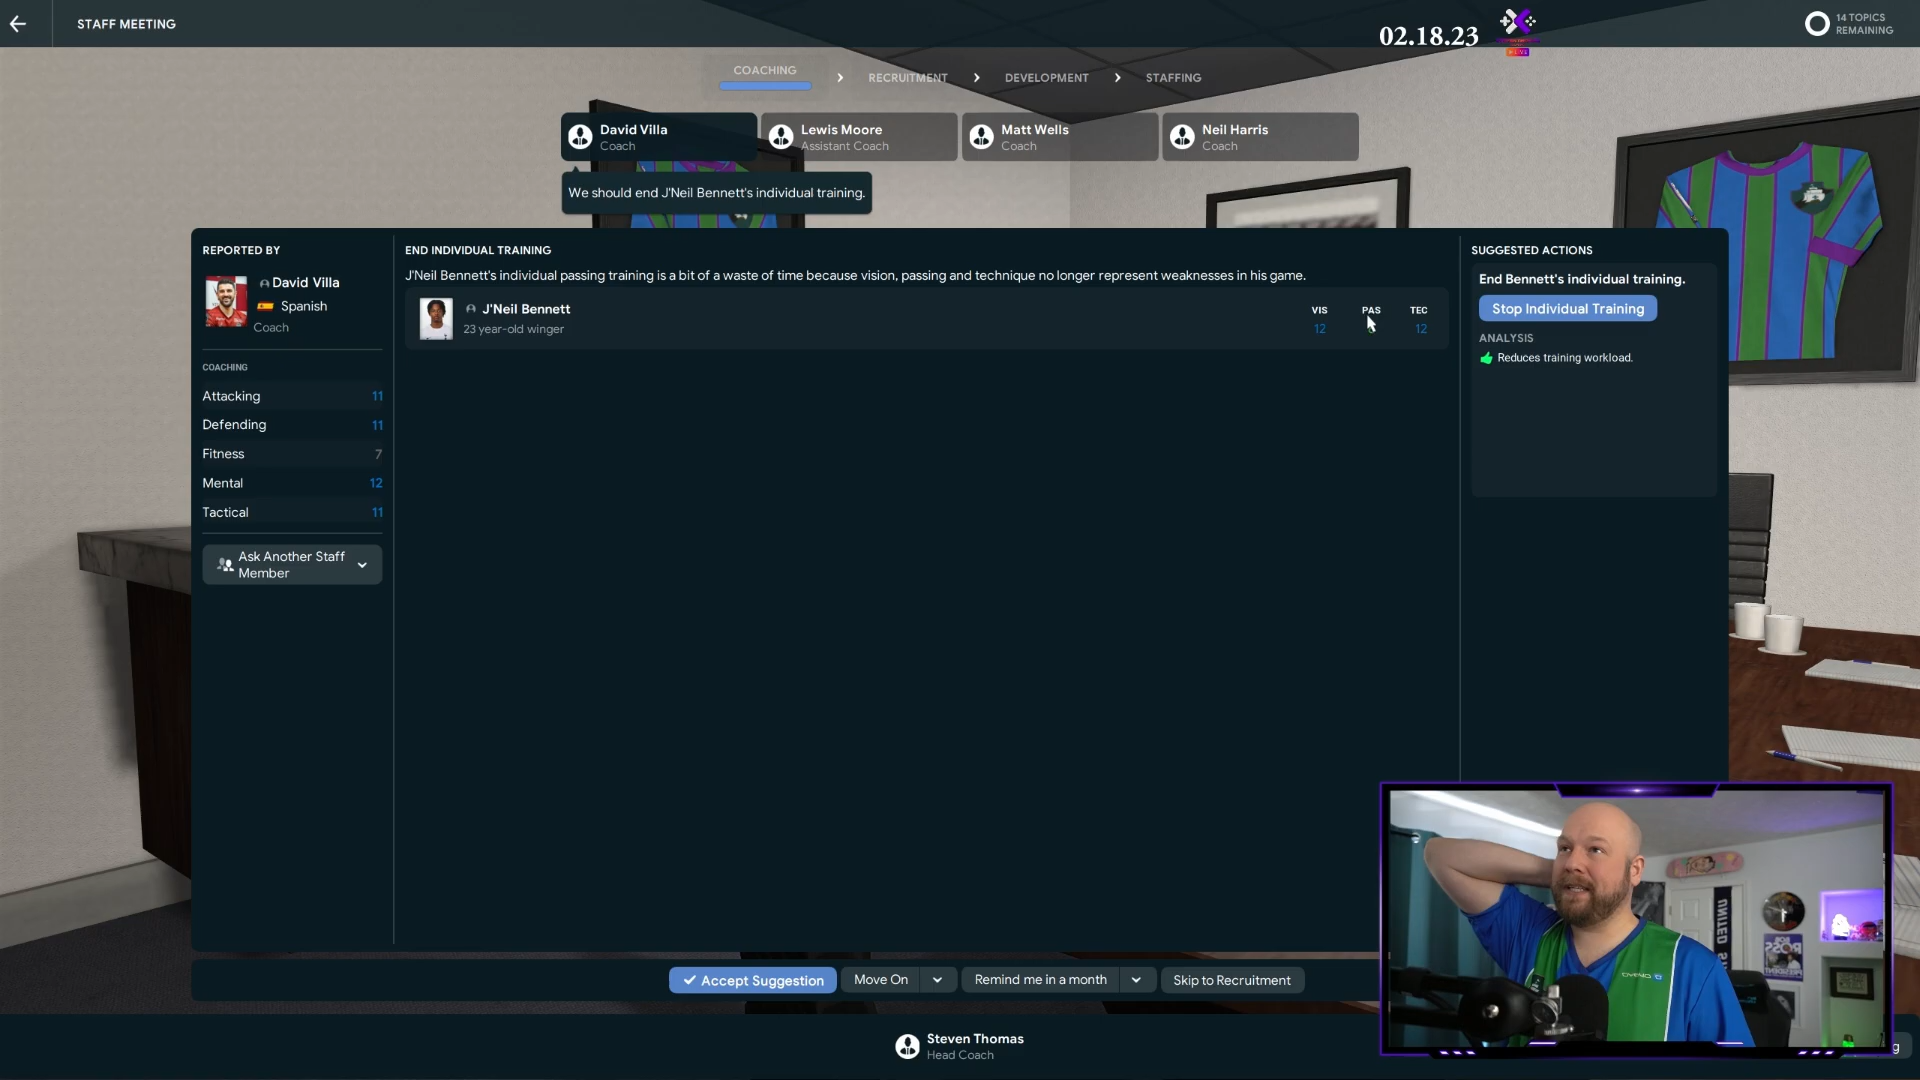 STAFF MEETING
02.18.23
14 TOPICS
REMAINING
COACHING
RECRUITMENT
DEVELOPMENT
STAFFING
David Villa
Coach
Lewis Moore
Assistant Coach
Matt Wells
Coach
Neil Harris
Coach
We should end J'Neil Bennett's individual training.
REPORTED BY
David Villa
Spanish
Coach
COACHING
Attacking 11
Defending 11
Fitness 7
Mental 12
Tactical 11
Ask Another Staff
Member
END INDIVIDUAL TRAINING
J'Neil Bennett's individual passing training is a bit of a waste of time because vision, passing and technique no longer represent weaknesses in his game.
J'Neil Bennett
23 year-old winger
VIS PAS TEC
12 12
SUGGESTED ACTIONS
End Bennett's individual training.
Stop Individual Training
ANALYSIS
Reduces training workload.
Accept Suggestion
Move On
Remind me in a month
Skip to Recruitment
Steven Thomas
Head Coach
UNITED